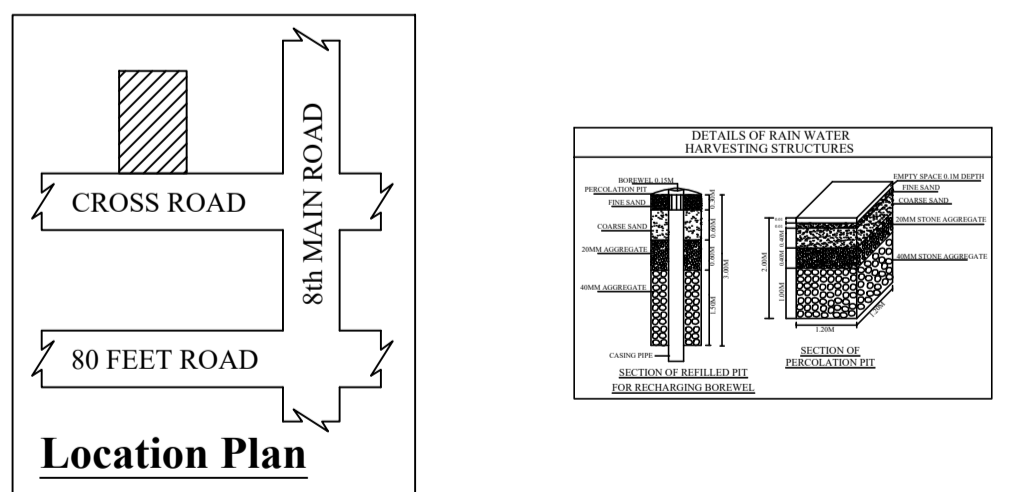 CROSS ROAD
8th MAIN ROAD
80 FEET ROAD
Location Plan
DETAILS OF RAIN WATER
HARVESTING STRUCTURES
BOREWEL 0.15M
PERCOLATION PIT
FINE SAND
COARSE SAND
20MM AGGREGATE
40MM AGGREGATE
CASING PIPE
0.60M
0.60M
1.50M
3.00M
SECTION OF REFILLED PIT
FOR RECHARGING BOREWEL
EMPTY SPACE 0.1M DEPTH
FINE SAND
COARSE SAND
20MM STONE AGGREGATE
40MM STONE AGGREGATE
0.40M
0.40M
1.00M
2.00M
1.20M
1.20M
SECTION OF
PERCOLATION PIT